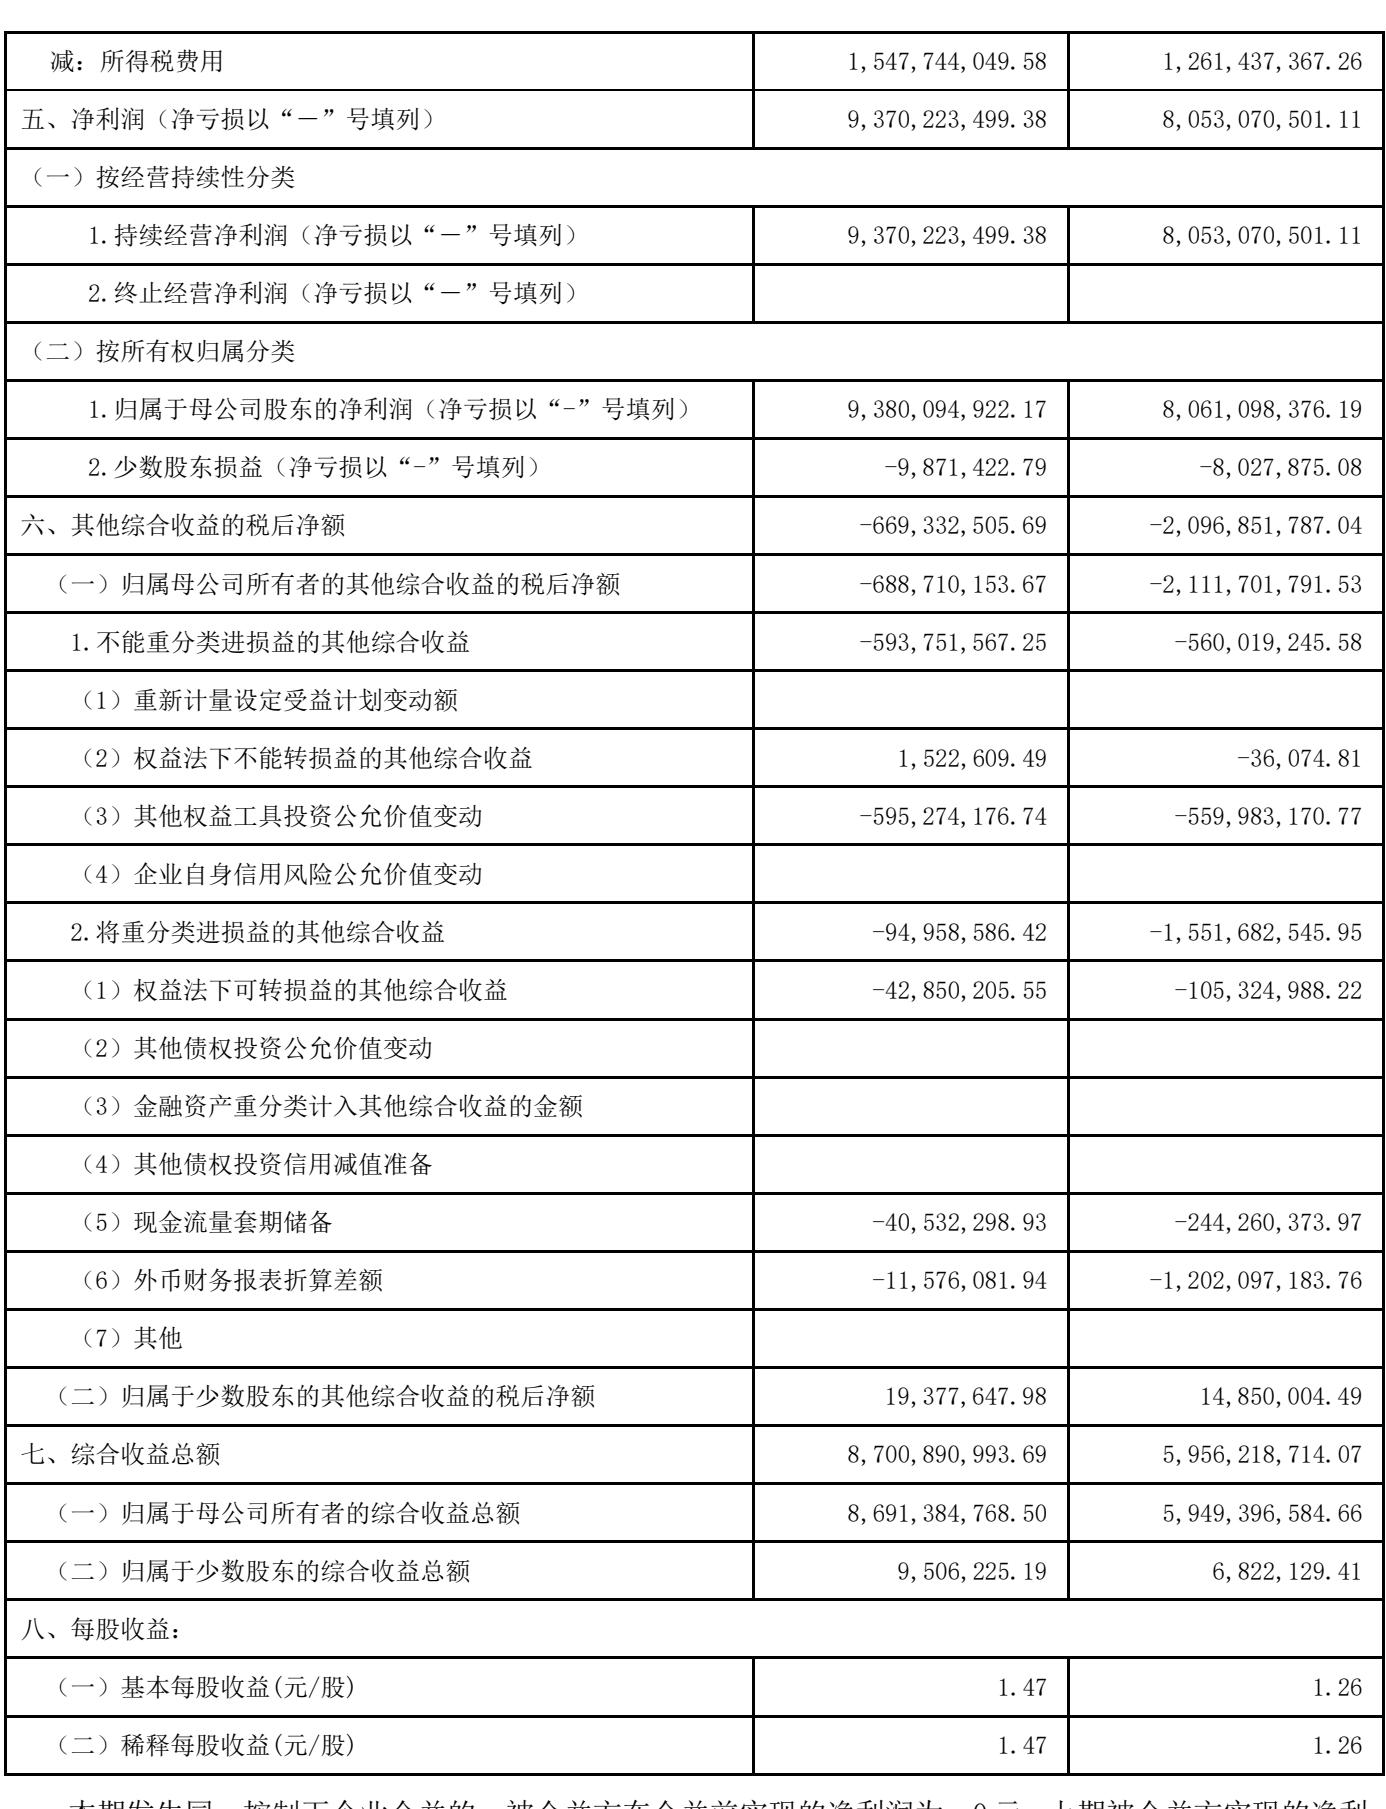 减：所得税费用 1,547,744,049.58 1,261,437,367.26
五、净利润（净亏损以“－”号填列） 9,370,223,499.38 8,053,070,501.11
（一）按经营持续性分类
1.持续经营净利润（净亏损以“－”号填列） 9,370,223,499.38 8,053,070,501.11
2.终止经营净利润（净亏损以“－”号填列）
（二）按所有权归属分类
1.归属于母公司股东的净利润（净亏损以“-”号填列） 9,380,094,922.17 8,061,098,376.19
2.少数股东损益（净亏损以“-”号填列） -9,871,422.79 -8,027,875.08
六、其他综合收益的税后净额 -669,332,505.69 -2,096,851,787.04
（一）归属母公司所有者的其他综合收益的税后净额 -688,710,153.67 -2,111,701,791.53
1.不能重分类进损益的其他综合收益 -593,751,567.25 -560,019,245.58
（1）重新计量设定受益计划变动额
（2）权益法下不能转损益的其他综合收益 1,522,609.49 -36,074.81
（3）其他权益工具投资公允价值变动 -595,274,176.74 -559,983,170.77
（4）企业自身信用风险公允价值变动
2.将重分类进损益的其他综合收益 -94,958,586.42 -1,551,682,545.95
（1）权益法下可转损益的其他综合收益 -42,850,205.55 -105,324,988.22
（2）其他债权投资公允价值变动
（3）金融资产重分类计入其他综合收益的金额
（4）其他债权投资信用减值准备
（5）现金流量套期储备 -40,532,298.93 -244,260,373.97
（6）外币财务报表折算差额 -11,576,081.94 -1,202,097,183.76
（7）其他
（二）归属于少数股东的其他综合收益的税后净额 19,377,647.98 14,850,004.49
七、综合收益总额 8,700,890,993.69 5,956,218,714.07
（一）归属于母公司所有者的综合收益总额 8,691,384,768.50 5,949,396,584.66
（二）归属于少数股东的综合收益总额 9,506,225.19 6,822,129.41
八、每股收益：
（一）基本每股收益(元/股) 1.47 1.26
（二）稀释每股收益(元/股) 1.47 1.26